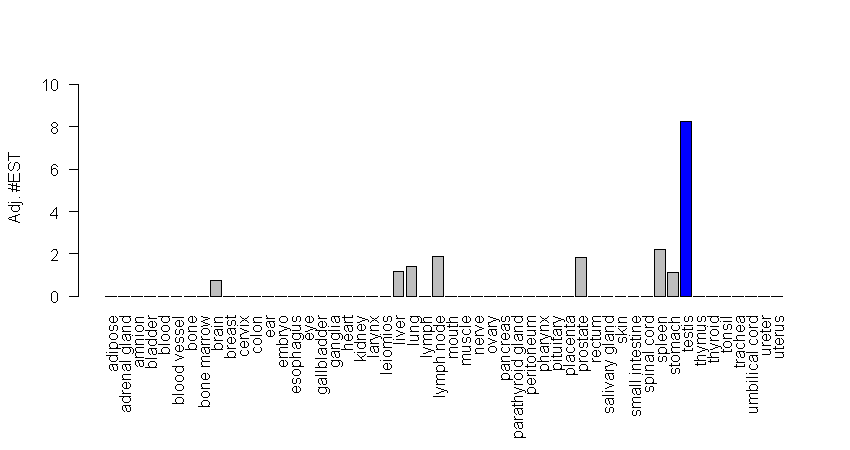 10
8
6
4
2
0
Adj. #EST
adipose
adrenal gland
amnion
bladder
blood
blood vessel
bone
bone marrow
brain
breast
cervix
colon
ear
embryo
esophagus
eye
gallbladder
ganglia
heart
kidney
larynx
leiomios
liver
lung
lymph
lymph node
mouth
muscle
nerve
ovary
pancreas
parathyroid gland
peritoneum
pharynx
pituitary
placenta
prostate
rectum
salivary gland
skin
small intestine
spinal cord
spleen
stomach
testis
thymus
thyroid
tonsil
trachea
umbilical cord
ureter
uterus